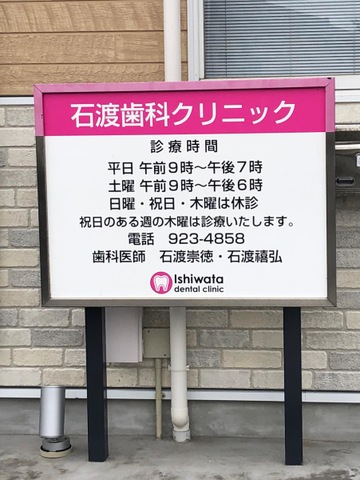 石渡歯科クリニック
診療時間
平日 午前9時～午後7時
土曜 午前9時～午後6時
日曜・祝日・木曜は休診
祝日のある週の木曜は診療いたします。
電話 923-4858
歯科医師 石渡崇徳・石渡禧弘
Ishiwata
dental clinic